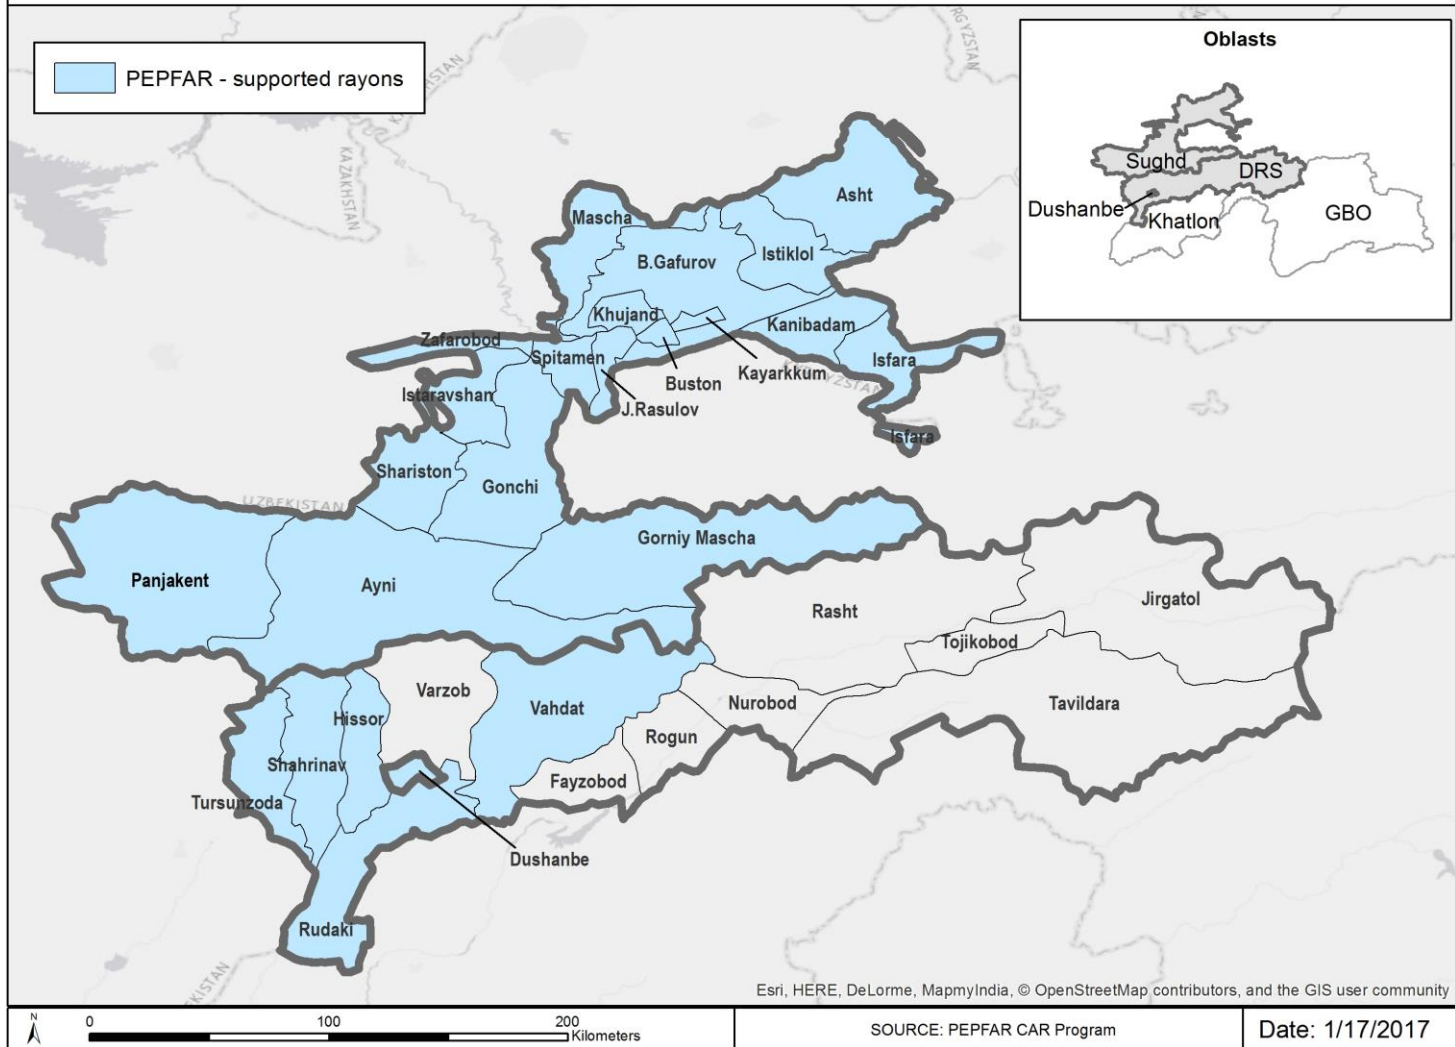 PEPFAR - supported rayons
Oblasts
Sughd
DRS
Dushanbe
Khatlon
GBO
KAZAKHSTAN
UZBEKISTAN
Asht
Mascha
B.Gafurov
Istiklol
Khujand
Kanibadam
Zafarobod
Spitamen
Isfara
Kayarkkum
Buston
Istaravshan
J.Rasulov
Isfara
Shariston
Gonchi
Gorniy Mascha
Panjakent
Ayni
Rasht
Jirgatol
Tojikobod
Varzob
Vahdat
Nurobod
Tavildara
Hissor
Rogun
Shahrinav
Fayzobod
Tursunzoda
Dushanbe
Rudaki
Esri, HERE, DeLorme, MapmyIndia, © OpenStreetMap contributors, and the GIS user community
N
0 100 200
Kilometers
SOURCE: PEPFAR CAR Program
Date: 1/17/2017